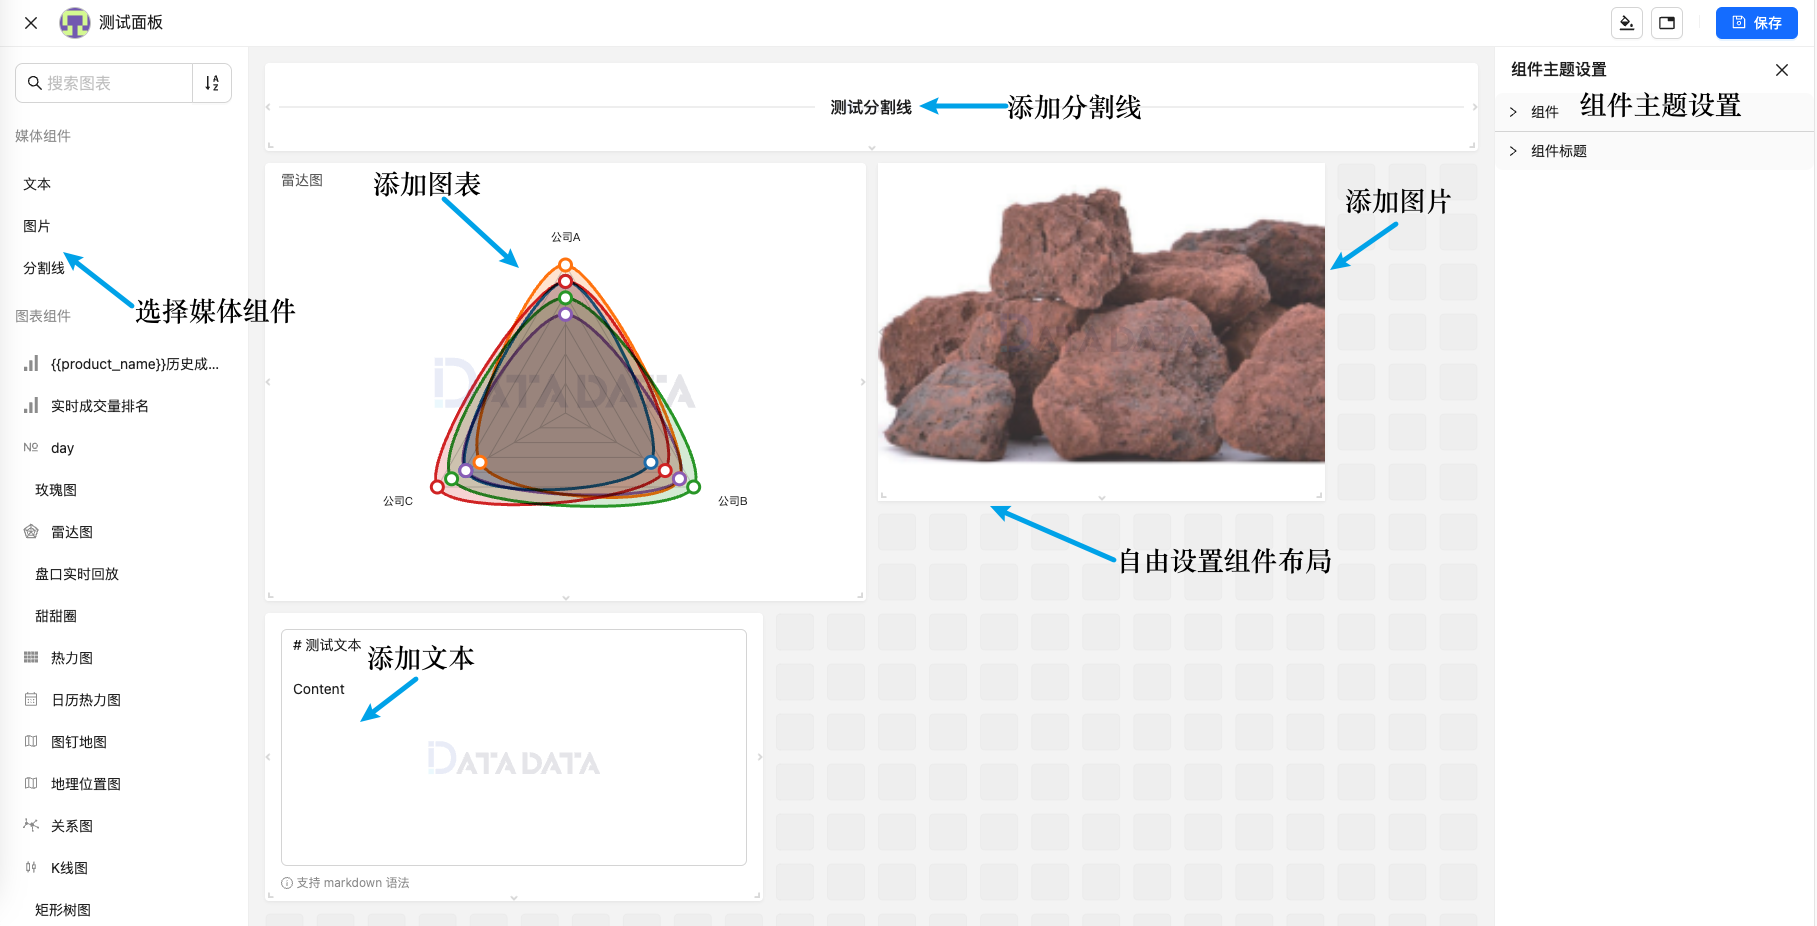 测试面板
保存
搜索图表
媒体组件
文本
图片
分割线
选择媒体组件
图表组件
{{product_name}}历史成...
实时成交量排名
Nº day
玫瑰图
雷达图
盘口实时回放
甜甜圈
热力图
日历热力图
图钉地图
地理位置图
关系图
K线图
矩形树图
测试分割线
添加分割线
雷达图
添加图表
公司A
公司C
公司B
DATADATA
添加图片
自由设置组件布局
# 测试文本
添加文本
Content
DATADATA
支持 markdown 语法
组件主题设置
组件
组件主题设置
组件标题